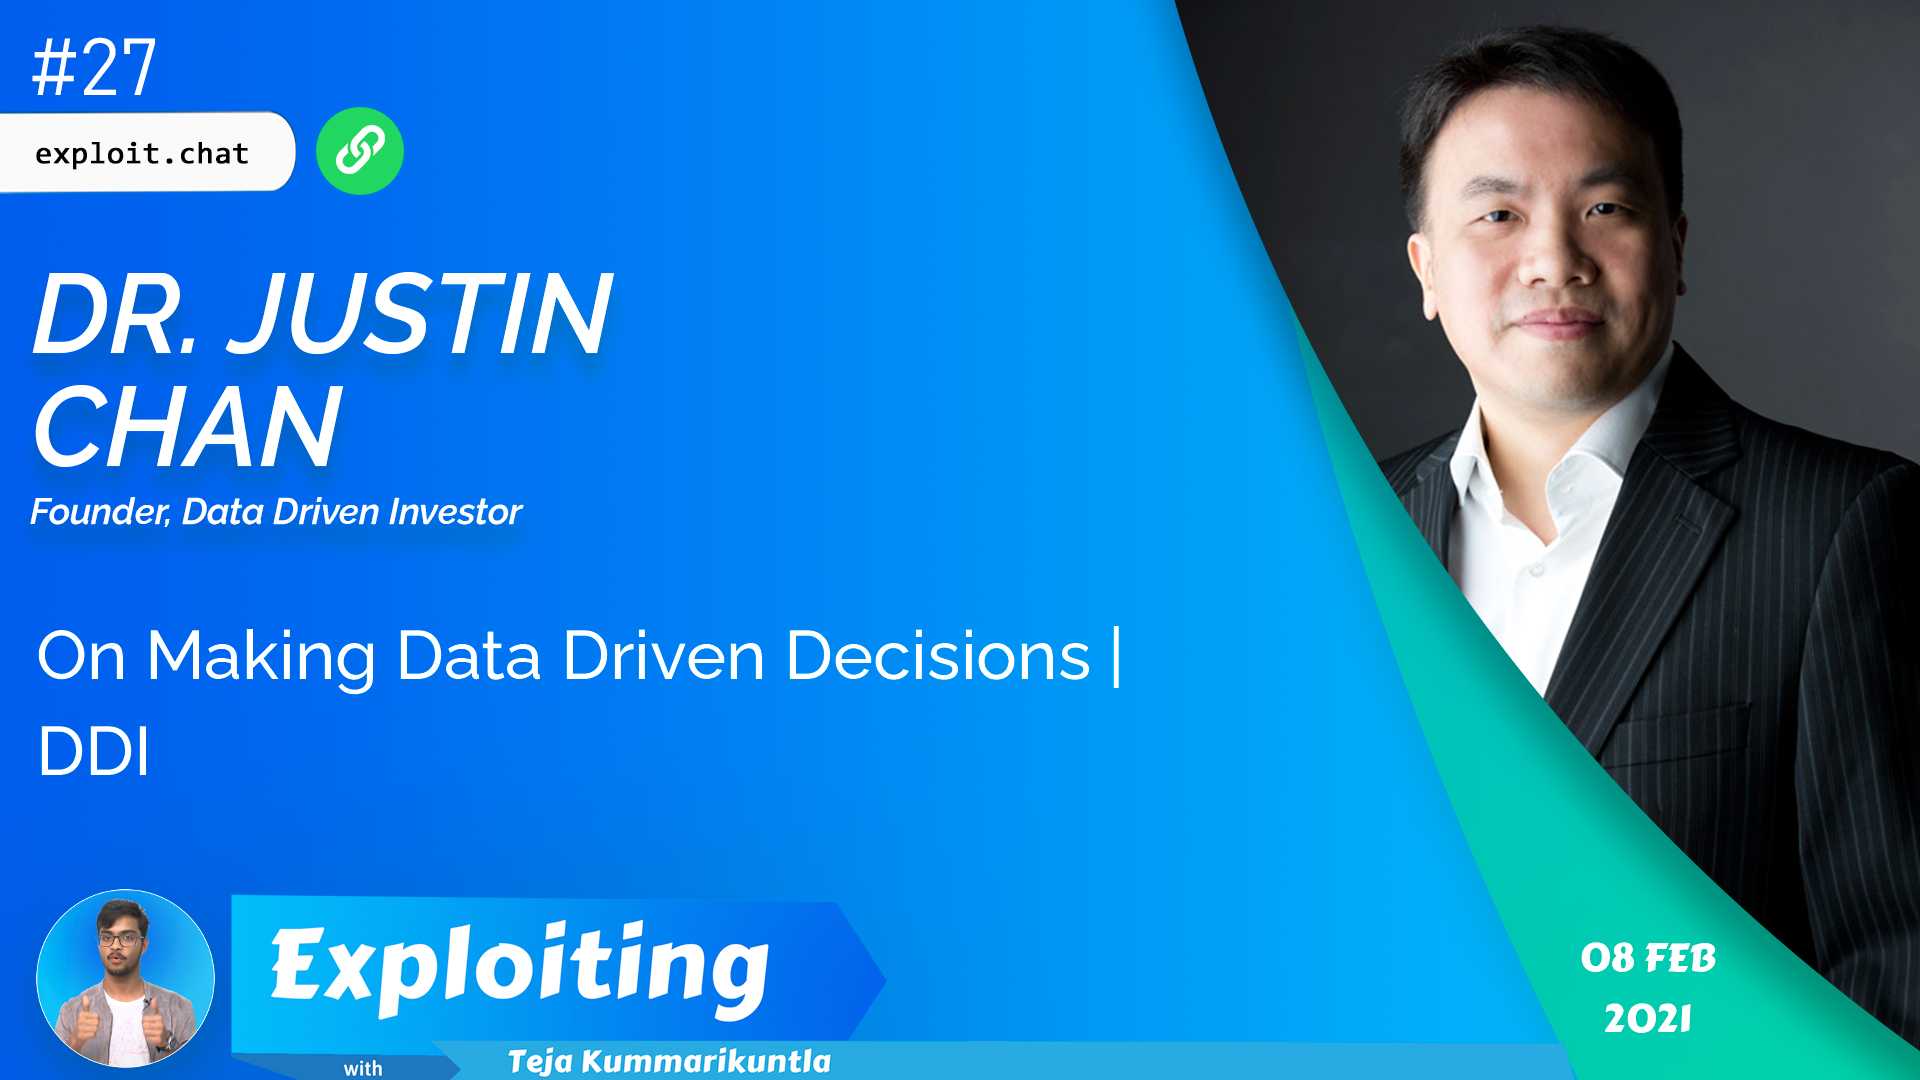 #27
exploit.chat
DR. JUSTIN
CHAN
Founder, Data Driven Investor
On Making Data Driven Decisions |
DDI
Exploiting
with Teja Kummarikuntla
08 FEB
2021